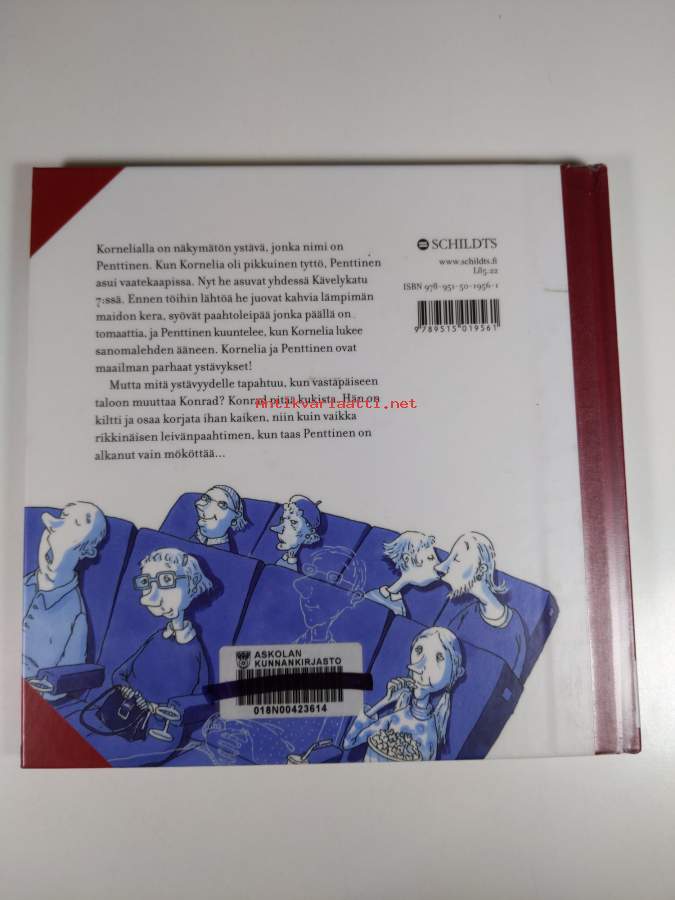 Kornelialla on näkymätön ystävä, jonka nimi on
Penttinen. Kun Kornelia oli pikkuinen tyttö, Penttinen
asui vaatekaapissa. Nyt he asuvat yhdessä Kävelykatu
7:ssä. Ennen töihin lähtöä he juovat kahvia lämpimän
maidon kera, syövät paahtoleipää jonka päällä on
tomaattia, ja Penttinen kuuntelee, kun Kornelia lukee
sanomalehden ääneen. Kornelia ja Penttinen ovat
maailman parhaat ystävykset!
Mutta mitä ystävyydelle tapahtuu, kun vastapäiseen
taloon muuttaa Konrad? Konrad pitää kukista. Hän on
kiltti ja osaa korjata ihan kaiken, niin kuin vaikka
rikkinäisen leivänpaahtimen, kun taas Penttinen on
alkanut vain mököttää...
SCHILDTS
www.schildts.fi
L85.22
ISBN 978-951-50-1956-1
9789515019561
Antikvariaatti.net
ASKOLAN
KUNNANKIRJASTO
018N00423614